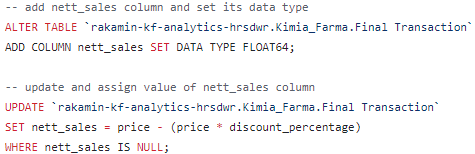 -- add nett_sales column and set its data type
ALTER TABLE `rakamin-kf-analytics-hrsdwr.Kimia_Farma.Final Transaction`
ADD COLUMN nett_sales SET DATA TYPE FLOAT64;

-- update and assign value of nett_sales column
UPDATE `rakamin-kf-analytics-hrsdwr.Kimia_Farma.Final Transaction`
SET nett_sales = price - (price * discount_percentage)
WHERE nett_sales IS NULL;